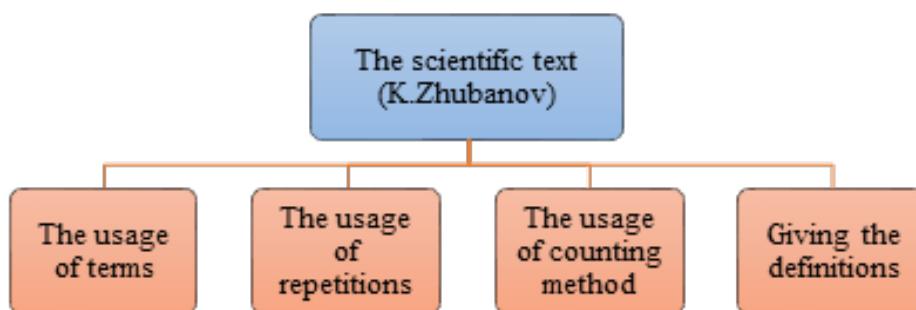 The scientific text
(K.Zhubanov)
The usage
of terms
The usage
of
repetitions
The usage
of counting
method
Giving the
definitions